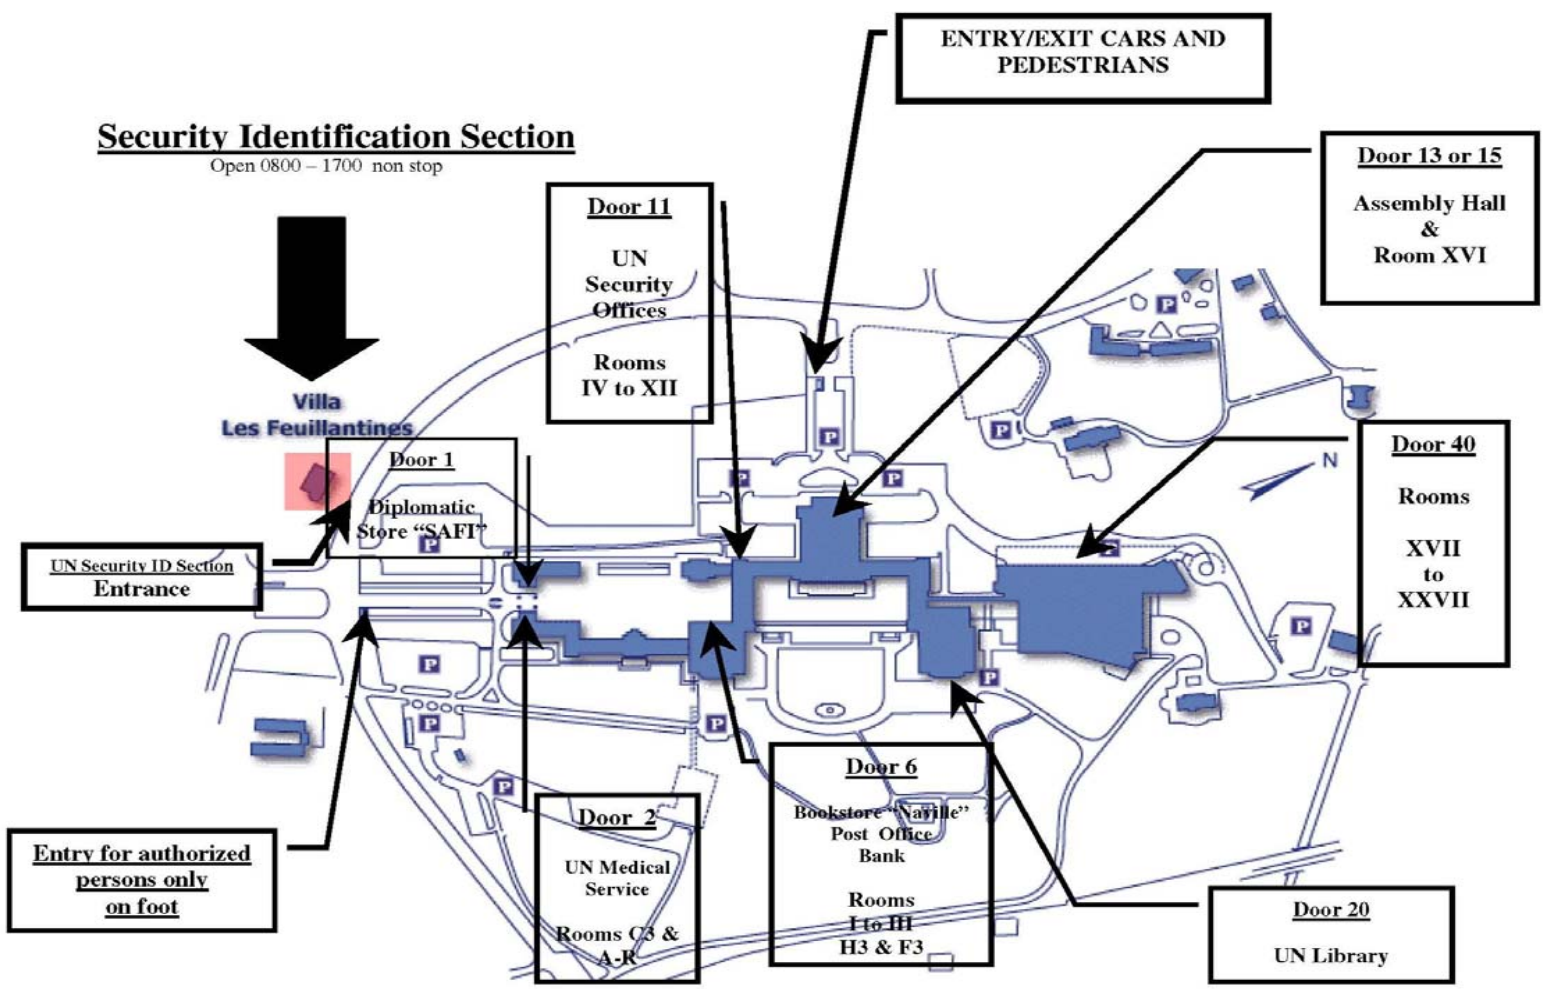 ENTRY/EXIT CARS AND
PEDESTRIANS
Security Identification Section
Open 0800 – 1700 non stop
Door 13 or 15
Assembly Hall
&
Room XVI
Door 11
UN
Security
Offices
Rooms
IV to XII
Villa
Les Feuillantines
Door 1
Diplomatic
Store “SAFI”
Door 40
Rooms
XVII
to
XXVII
N
UN Security ID Section
Entrance
P
P
P
P
P
P
P
P
P
P
P
P
P
P
Entry for authorized
persons only
on foot
Door 2
UN Medical
Service
Rooms C3 &
A-R
Door 6
Bookstore “Naville”
Post Office
Bank
Rooms
I to III
H3 & F3
Door 20
UN Library